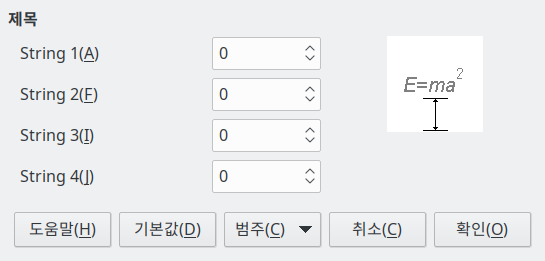 제목
String 1(A)
0
String 2(F)
0
String 3(I)
0
String 4(J)
0
E=ma²
도움말(H)
기본값(D)
범주(C)
취소(C)
확인(O)